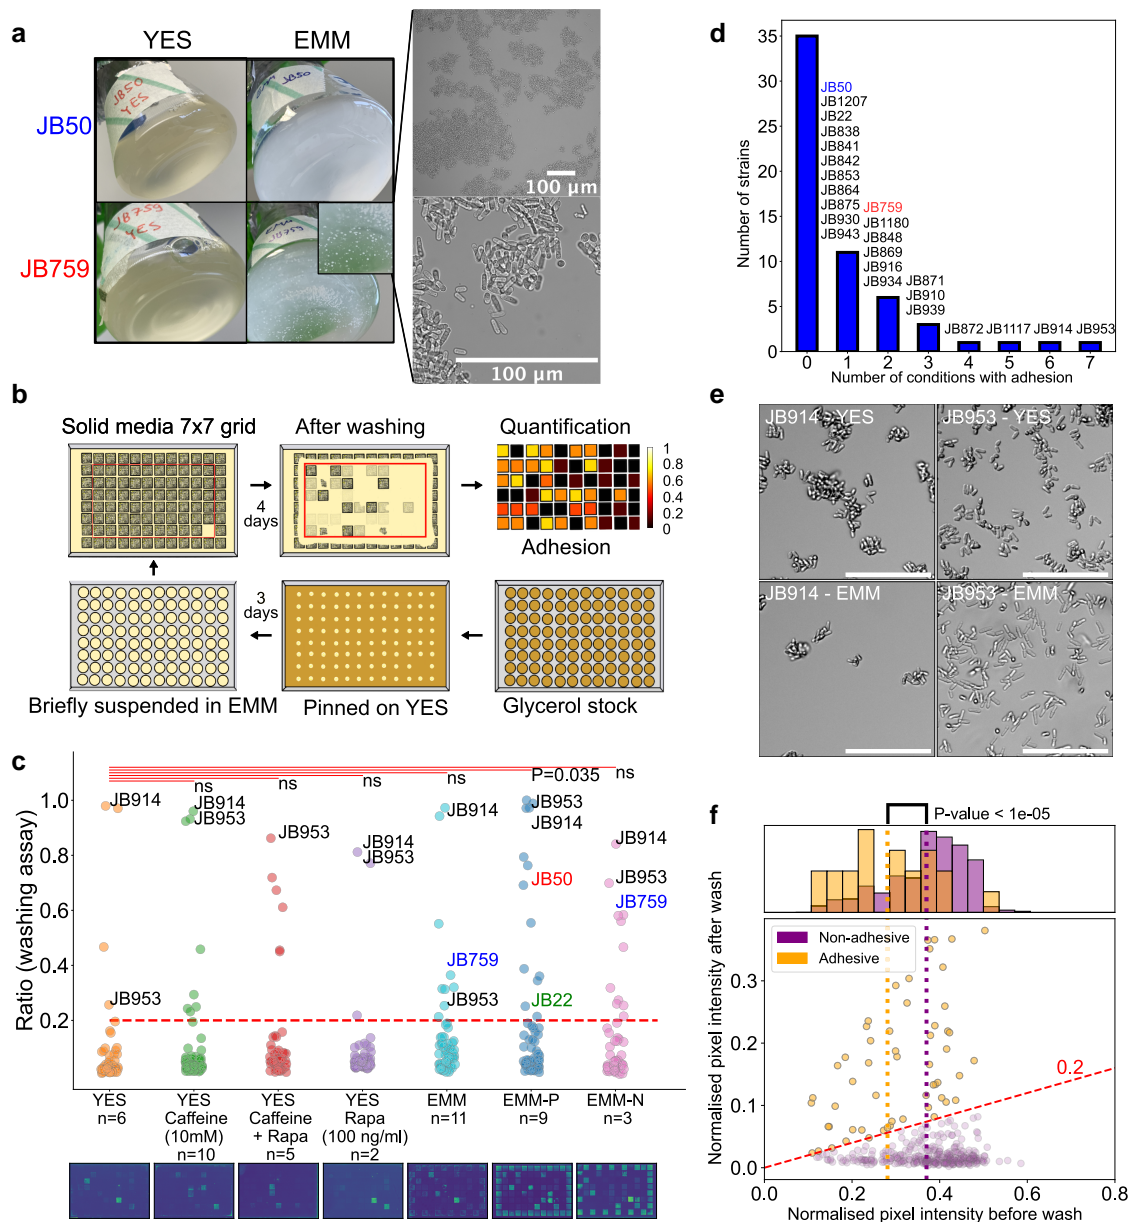 a
YES
EMM
JB50
JB759
JB50
YES
JB50
JB759
YES
EMM
JB759
100 µm
100 µm
b
Solid media 7x7 grid
After washing
Quantification
4
days
1
0.8
0.6
0.4
0.2
0
Adhesion
3
days
Briefly suspended in EMM
Pinned on YES
Glycerol stock
c
Ratio (washing assay)
1.0
0.8
0.6
0.4
0.2
ns
ns
ns
ns
P=0.035
ns
JB914
JB953
JB914
JB953
JB953
JB914
JB953
JB914
JB759
JB953
JB953
JB914
JB50
JB22
JB914
JB953
JB759
YES
n=6
YES
Caffeine
(10mM)
n=10
YES
Caffeine
+ Rapa
n=5
YES
Rapa
(100 ng/ml)
n=2
EMM
n=11
EMM-P
n=9
EMM-N
n=3
d
Number of strains
35
30
25
20
15
10
5
0
JB50
JB1207
JB22
JB838
JB841
JB842
JB853
JB864
JB875
JB930
JB943
JB759
JB1180
JB848
JB869
JB916
JB934
JB871
JB910
JB939
JB872
JB1117
JB914
JB953
0 1 2 3 4 5 6 7
Number of conditions with adhesion
e
JB914 - YES
JB953 - YES
JB914 - EMM
JB953 - EMM
f
P-value < 1e-05
Non-adhesive
Adhesive
Normalised pixel intensity after wash
0.3
0.2
0.1
0.0
0.2
0.0 0.2 0.4 0.6 0.8
Normalised pixel intensity before wash